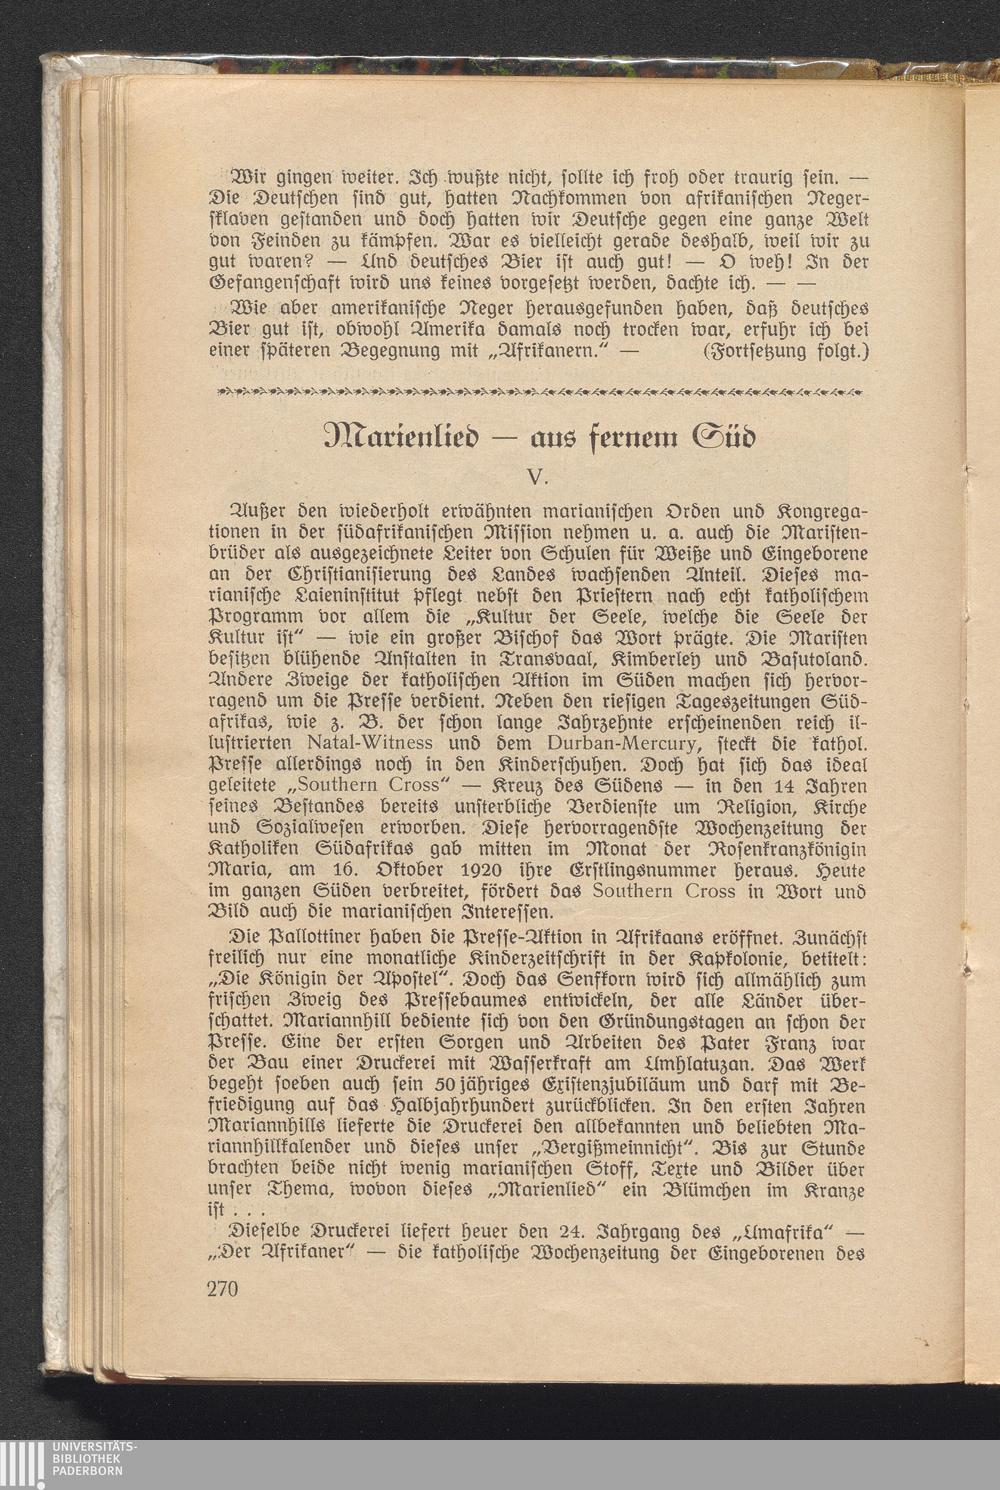 Wir gingen weiter. Ich wußte nicht, sollte ich froh oder traurig sein. —
Die Deutschen sind gut, hatten Nachkommen von afrikanischen Neger-
sklaven gestanden und doch hatten wir Deutsche gegen eine ganze Welt
von Feinden zu kämpfen. War es vielleicht gerade deshalb, weil wir zu
gut waren? — Und deutsches Bier ist auch gut! — O weh! In der
Gefangenschaft wird uns keines vorgesetzt werden, dachte ich. — —
Wie aber amerikanische Neger herausgefunden haben, daß deutsches
Bier gut ist, obwohl Amerika damals noch trocken war, erfuhr ich bei
einer späteren Begegnung mit „Afrikanern.“ — (Fortsetzung folgt.)
Marienlied — aus fernem Süd
V.
Außer den wiederholt erwähnten marianischen Orden und Kongrega-
tionen in der südafrikanischen Mission nehmen u. a. auch die Maristen-
brüder als ausgezeichnete Leiter von Schulen für Weiße und Eingeborene
an der Christianisierung des Landes wachsenden Anteil. Dieses ma-
rianische Laieninstitut pflegt nebst den Priestern nach echt katholischem
Programm vor allem die „Kultur der Seele, welche die Seele der
Kultur ist“ — wie ein großer Bischof das Wort prägte. Die Maristen
besitzen blühende Anstalten in Transvaal, Kimberley und Basutoland.
Andere Zweige der katholischen Aktion im Süden machen sich hervor-
ragend um die Presse verdient. Neben den riesigen Tageszeitungen Süd-
afrikas, wie z. B. der schon lange Jahrzehnte erscheinenden reich il-
lustrierten Natal-Witness und dem Durban-Mercury, steckt die kathol.
Presse allerdings noch in den Kinderschuhen. Doch hat sich das ideal
geleitete „Southern Cross“ — Kreuz des Südens — in den 14 Jahren
seines Bestandes bereits unsterbliche Verdienste um Religion, Kirche
und Sozialwesen erworben. Diese hervorragendste Wochenzeitung der
Katholiken Südafrikas gab mitten im Monat der Rosenkranzkönigin
Maria, am 16. Oktober 1920 ihre Erstlingsnummer heraus. Heute
im ganzen Süden verbreitet, fördert das Southern Cross in Wort und
Bild auch die marianischen Interessen.
Die Pallottiner haben die Presse-Aktion in Afrikaans eröffnet. Zunächst
freilich nur eine monatliche Kinderzeitschrift in der Kapkolonie, betitelt:
„Die Königin der Apostel“. Doch das Senfkorn wird sich allmählich zum
frischen Zweig des Pressebaumes entwickeln, der alle Länder über-
schattet. Mariannhill bediente sich von den Gründungstagen an schon der
Presse. Eine der ersten Sorgen und Arbeiten des Pater Franz war
der Bau einer Druckerei mit Wasserkraft am Umhlatuzan. Das Werk
begeht soeben auch sein 50jähriges Existenzjubiläum und darf mit Be-
friedigung auf das Halbjahrhundert zurückblicken. In den ersten Jahren
Mariannhills lieferte die Druckerei den allbekannten und beliebten Ma-
riannhillkalender und dieses unser „Vergißmeinnicht“. Bis zur Stunde
brachten beide nicht wenig marianischen Stoff, Texte und Bilder über
unser Thema, wovon dieses „Marienlied“ ein Blümchen im Kranze
ist . . .
Dieselbe Druckerei liefert heuer den 24. Jahrgang des „Umafrika“ —
„Der Afrikaner“ — die katholische Wochenzeitung der Eingeborenen des
270
UNIVERSITÄTS-
BIBLIOTHEK
PADERBORN